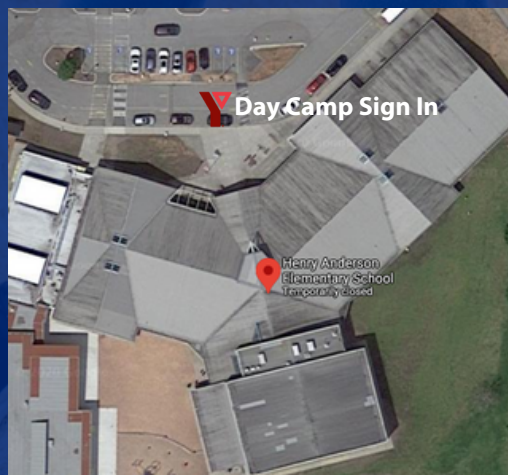 Day Camp Sign In
Henry Anderson
Elementary School
Temporarily closed